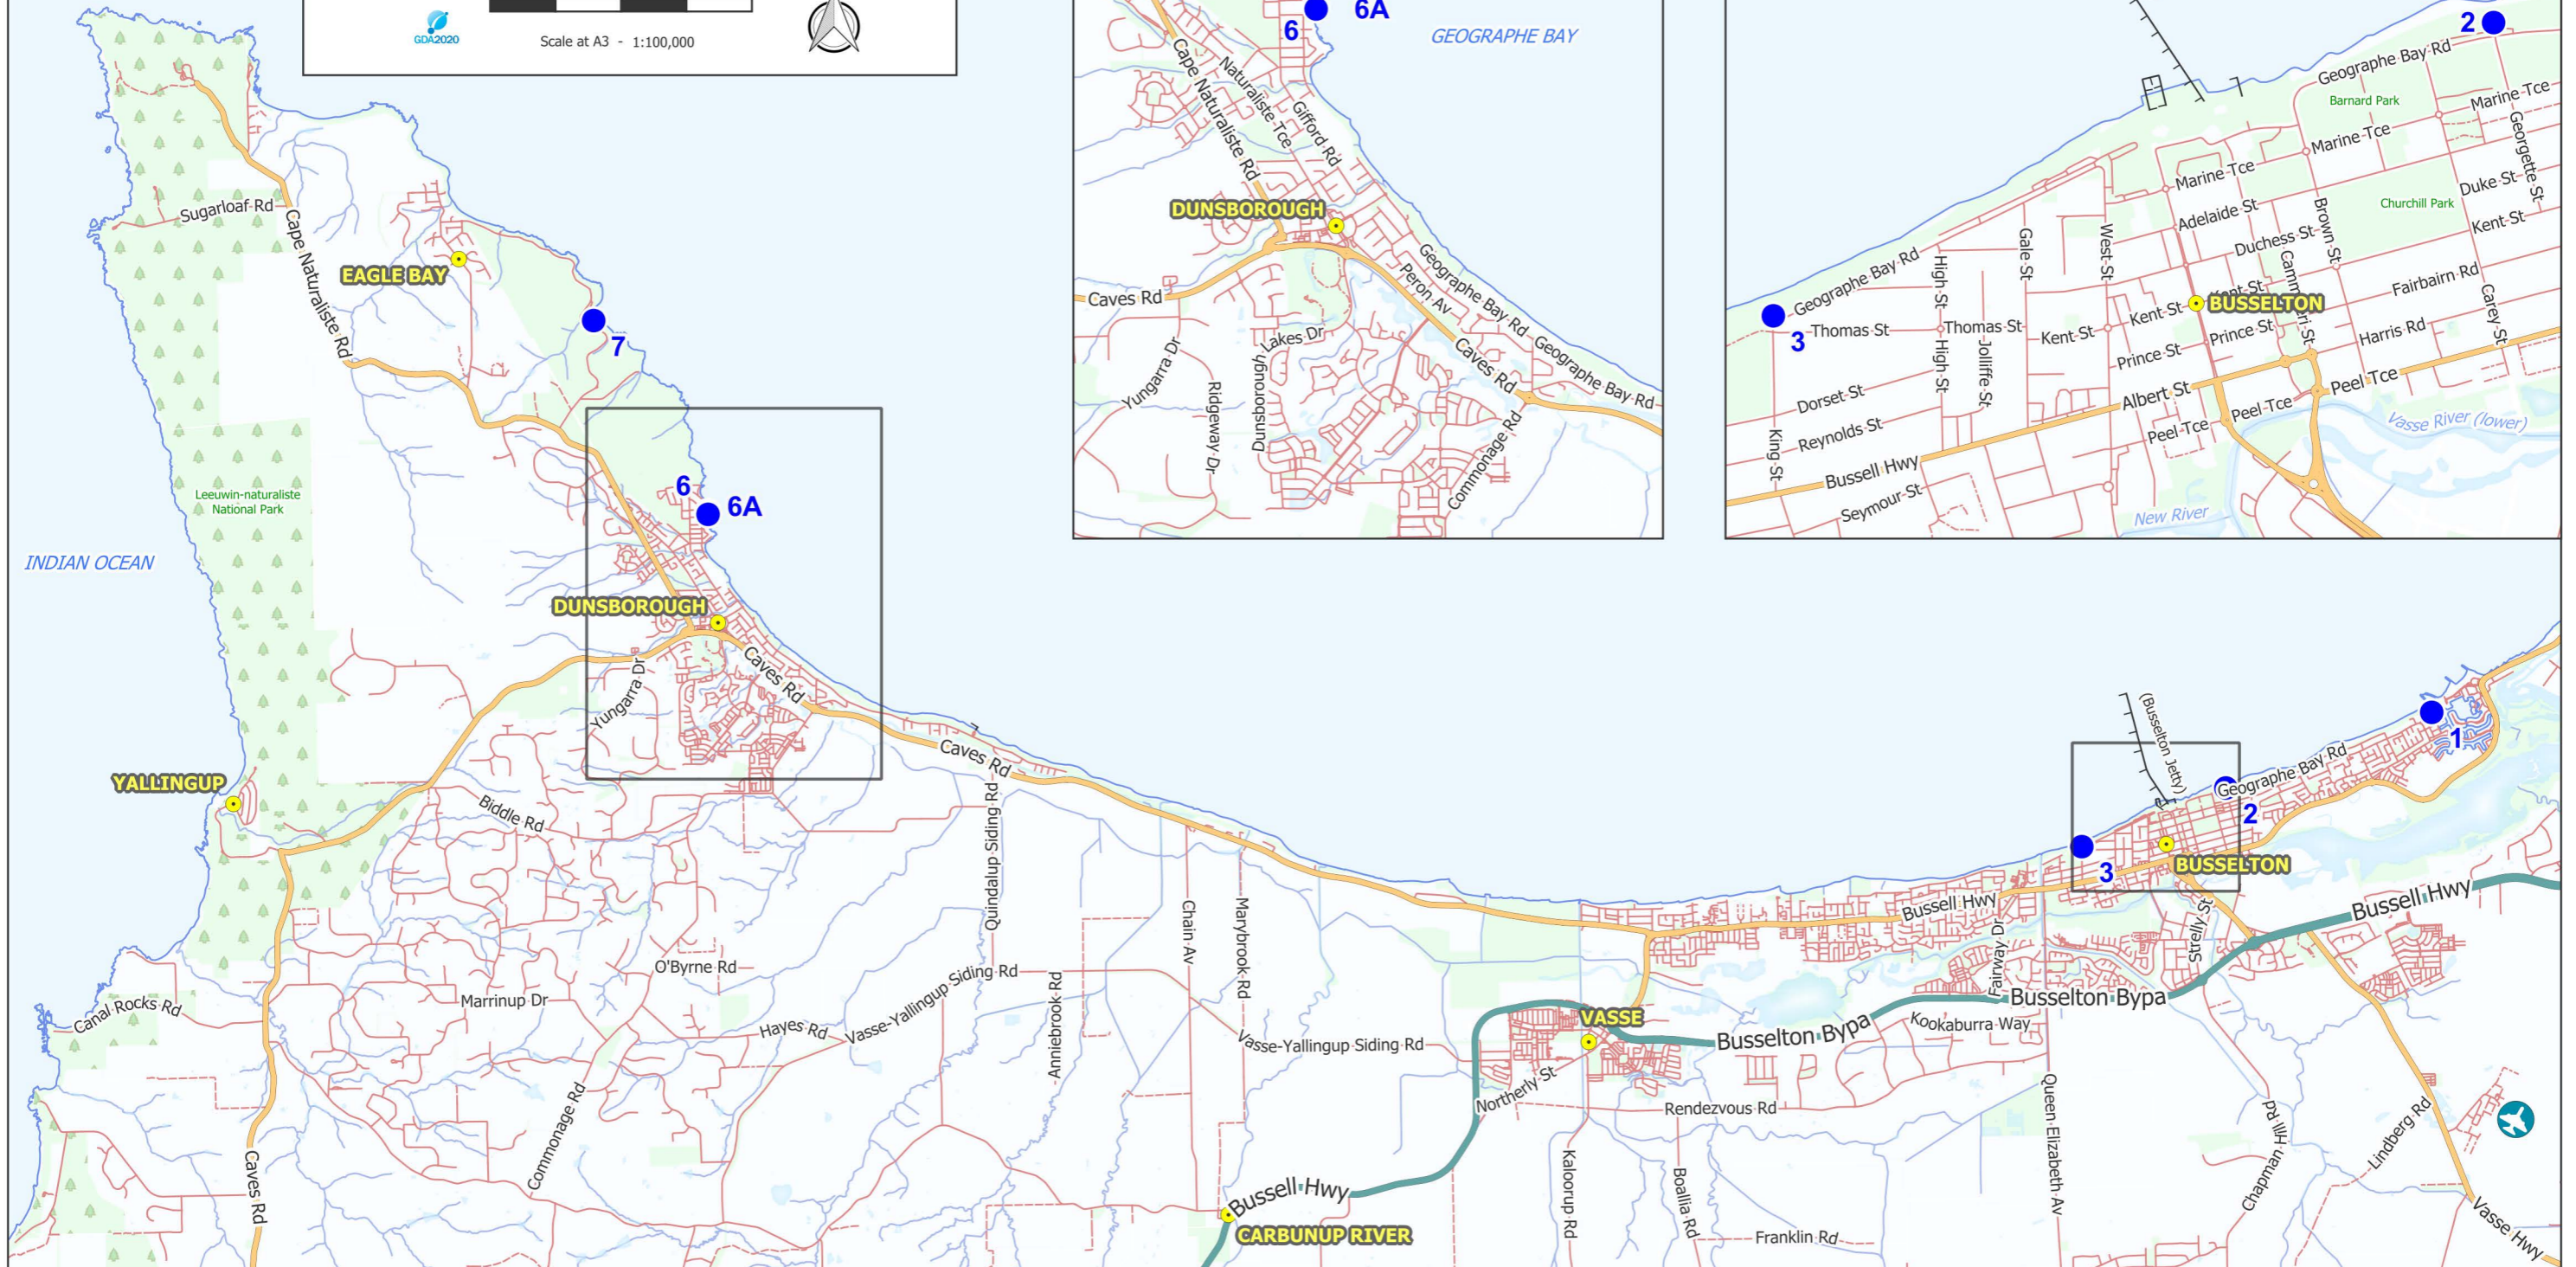 GDA2020
Scale at A3 - 1:100,000
Sugarloaf Rd
Cape Naturaliste Rd
EAGLE BAY
7
Leeuwin-naturaliste
National Park
INDIAN OCEAN
6
6A
DUNSBOROUGH
Yungarra Dr
Caves Rd
YALLINGUP
Biddle Rd
Caves Rd
Quindalup Siding Rd
O'Byrne Rd
Marrinup Dr
Canal Rocks Rd
Hayes Rd
Vasse-Yallingup Siding Rd
Anniebrook Rd
Commonage Rd
Caves Rd
Chain Av
Marybrook Rd
Vasse-Yallingup Siding Rd
Bussell Hwy
CARBUNUP RIVER
6
6A
GEOGRAPHE BAY
Cape Naturaliste Rd
Naturaliste Tce
Gifford Rd
DUNSBOROUGH
Caves Rd
Geographe Bay Rd
Peron Av
Geographe Bay Rd
Caves Rd
Yungarra Dr
Ridgeway Dr
Dunsborough Lakes Dr
Commonage Rd
2
Geographe Bay Rd
Barnard Park
Marine Tce
Marine Tce
Georgette St
Marine Tce
Duke St
Churchill Park
Adelaide St
Brown St
Kent St
Duchess St
Geographe Bay Rd
High St
Gale St
West St
Kent St
Fairbairn Rd
BUSSELTON
Carey St
3
Thomas St
Thomas St
Kent St
Kent St
Prince St
Harris Rd
High St
Jolliffe St
Prince St
Dorset St
Albert St
Peel Tce
Peel Tce
Vasse River (lower)
Reynolds St
Peel Tce
King St
Bussell Hwy
Seymour St
New River
(Busselton Jetty)
1
Geographe Bay Rd
2
3
BUSSELTON
Bussell Hwy
Bussell Hwy
Strelly St
Fairway Dr
Busselton Bypa
VASSE
Busselton Bypa
Kookaburra Way
Northerly St
Rendezvous Rd
Kaloorup Rd
Boallia Rd
Queen Elizabeth Av
Chapman Hill Rd
Lindberg Rd
Franklin Rd
Vasse Hwy